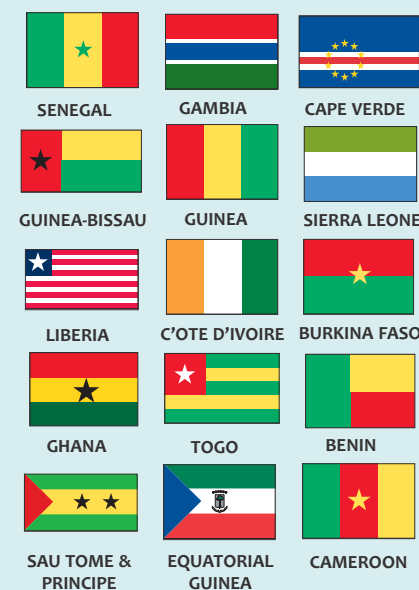 SENEGAL
GAMBIA
CAPE VERDE
GUINEA-BISSAU
GUINEA
SIERRA LEONE
LIBERIA
C'OTE D'IVOIRE
BURKINA FASO
GHANA
TOGO
BENIN
SAU TOME &
PRINCIPE
EQUATORIAL
GUINEA
CAMEROON